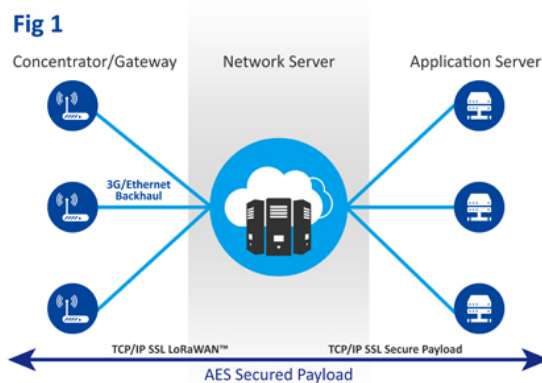 Fig 1
Concentrator/Gateway
Network Server
Application Server
3G/Ethernet
Backhaul
TCP/IP SSL LoRaWAN™
TCP/IP SSL Secure Payload
AES Secured Payload